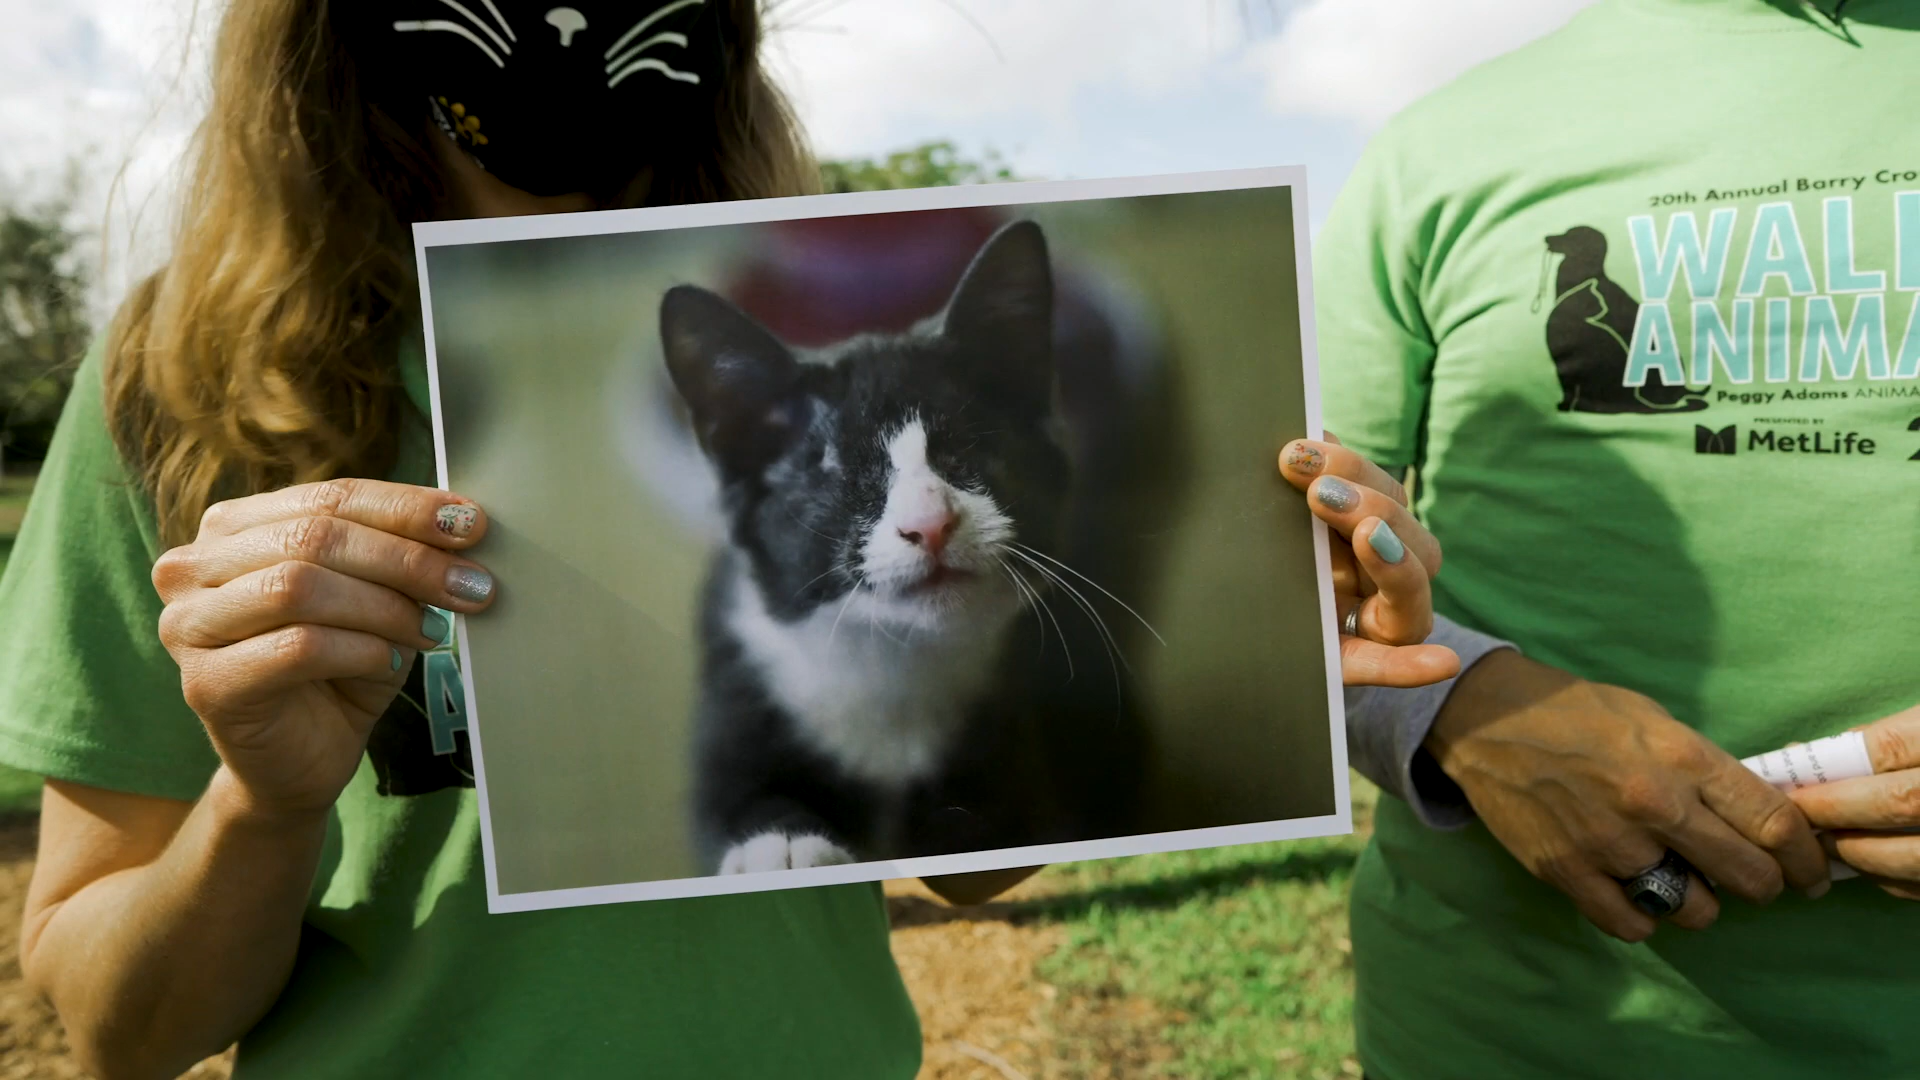 20th Annual Barry Cro
WAL
ANIMA
Peggy Adams ANIMA
PRESENTED BY
MetLife
A